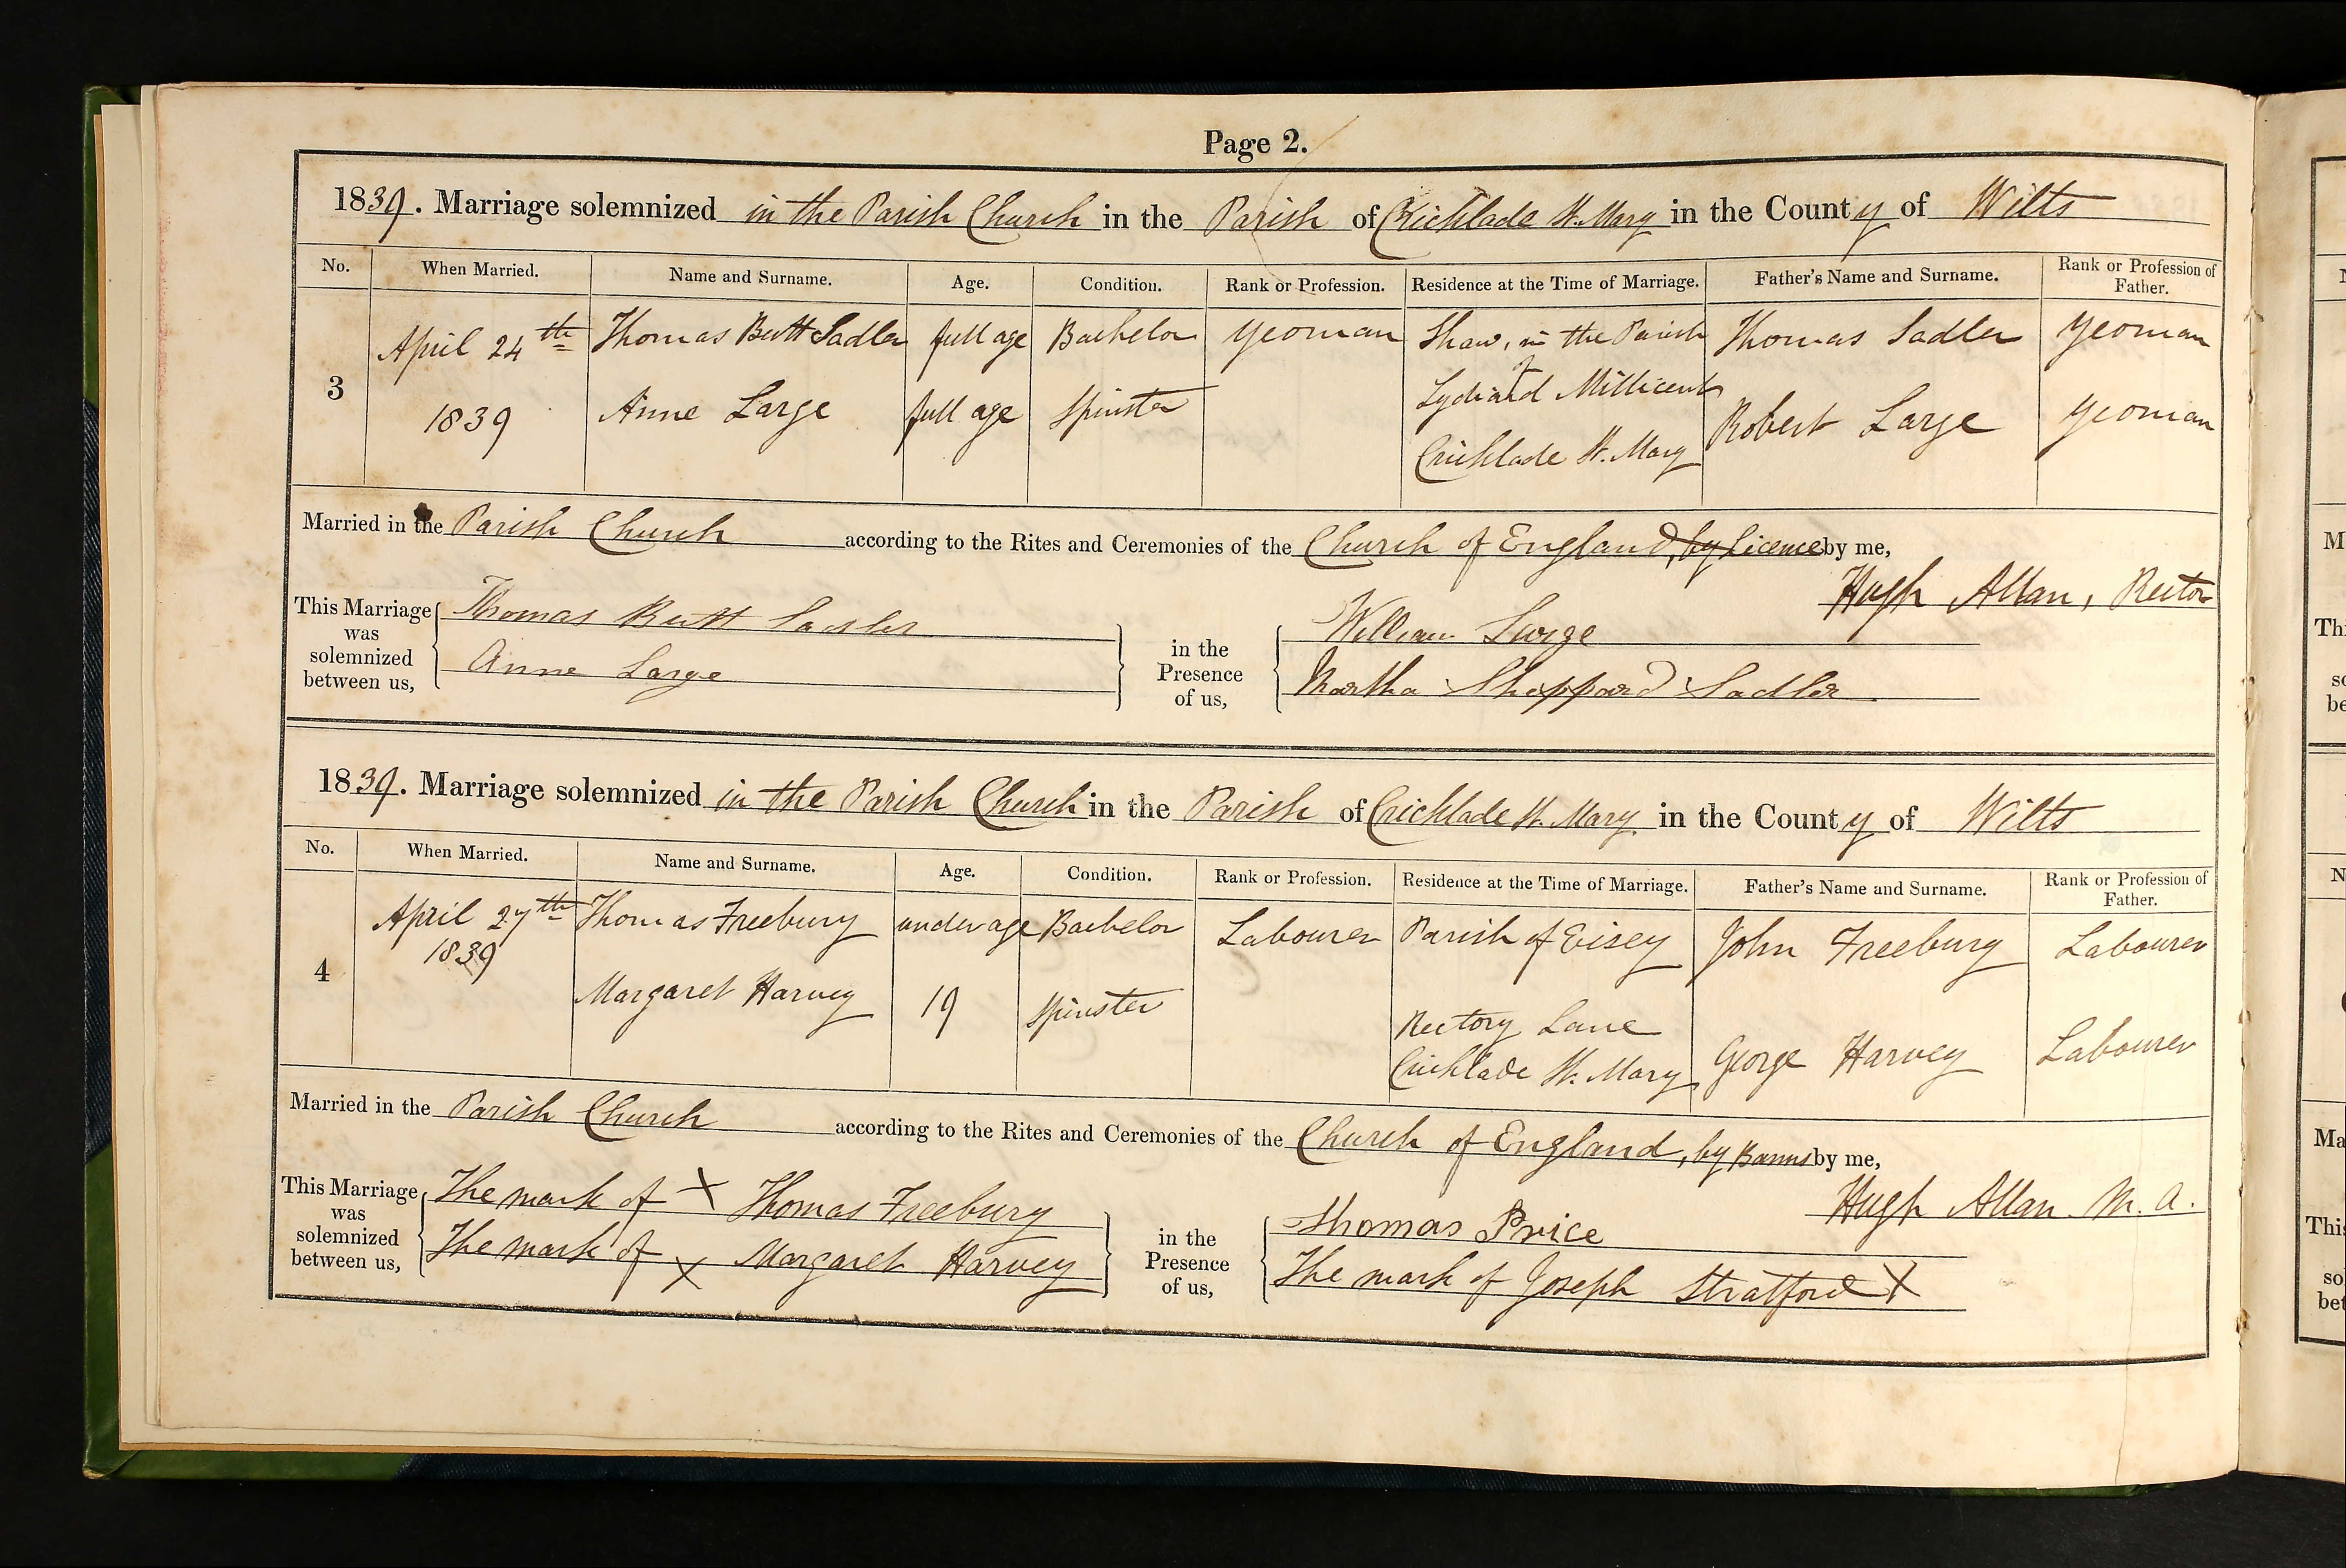 Page 2.
1839. Marriage solemnized in the Parish Church in the Parish of Cricklade St. Mary in the County of Wilts
No. When Married. Name and Surname. Age. Condition. Rank or Profession. Residence at the Time of Marriage. Father's Name and Surname. Rank or Profession of Father.
3 April 24th Thomas Butt Sadler full age Bachelor Yeoman Shaw, in the Parish of Lydiard Millicent Thomas Sadler Yeoman
1839 Anne Large full age Spinster Cricklade St. Mary Robert Large Yeoman
Married in the Parish Church according to the Rites and Ceremonies of the Church of England, by Licence by me,
Hugh Allan, Rector
This Marriage was solemnized between us,
Thomas Butt Sadler
Anne Large
in the Presence of us,
William Large
Martha Sheppard Sadler
1839. Marriage solemnized in the Parish Church in the Parish of Cricklade St. Mary in the County of Wilts
No. When Married. Name and Surname. Age. Condition. Rank or Profession. Residence at the Time of Marriage. Father's Name and Surname. Rank or Profession of Father.
4 April 27th Thomas Freebury under age Bachelor Labourer Parish of Eisey John Freebury Labourer
1839 Margaret Harvey 19 Spinster Rectory Lane Cricklade St. Mary George Harvey Labourer
Married in the Parish Church according to the Rites and Ceremonies of the Church of England, by Banns by me,
Hugh Allan. M.A.
This Marriage was solemnized between us,
The mark of X Thomas Freebury
The mark of X Margaret Harvey
in the Presence of us,
Thomas Price
The mark of Joseph Stratford X